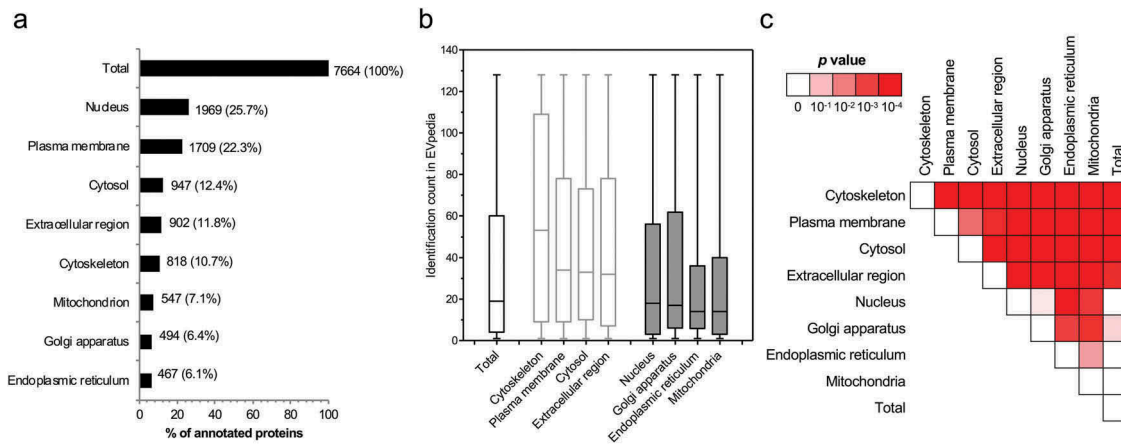 a
Total
7664 (100%)
Nucleus
1969 (25.7%)
Plasma membrane
1709 (22.3%)
Cytosol
947 (12.4%)
Extracellular region
902 (11.8%)
Cytoskeleton
818 (10.7%)
Mitochondrion
547 (7.1%)
Golgi apparatus
494 (6.4%)
Endoplasmic reticulum
467 (6.1%)
0 20 40 60 80 100
% of annotated proteins
b
Identification count in EVpedia
140
120
100
80
60
40
20
0
Total
Cytoskeleton
Plasma membrane
Cytosol
Extracellular region
Nucleus
Golgi apparatus
Endoplasmic reticulum
Mitochondria
c
p value
0 10-1 10-2 10-3 10-4
Cytoskeleton
Plasma membrane
Cytosol
Extracellular region
Nucleus
Golgi apparatus
Endoplasmic reticulum
Mitochondria
Total
Cytoskeleton
Plasma membrane
Cytosol
Extracellular region
Nucleus
Golgi apparatus
Endoplasmic reticulum
Mitochondria
Total